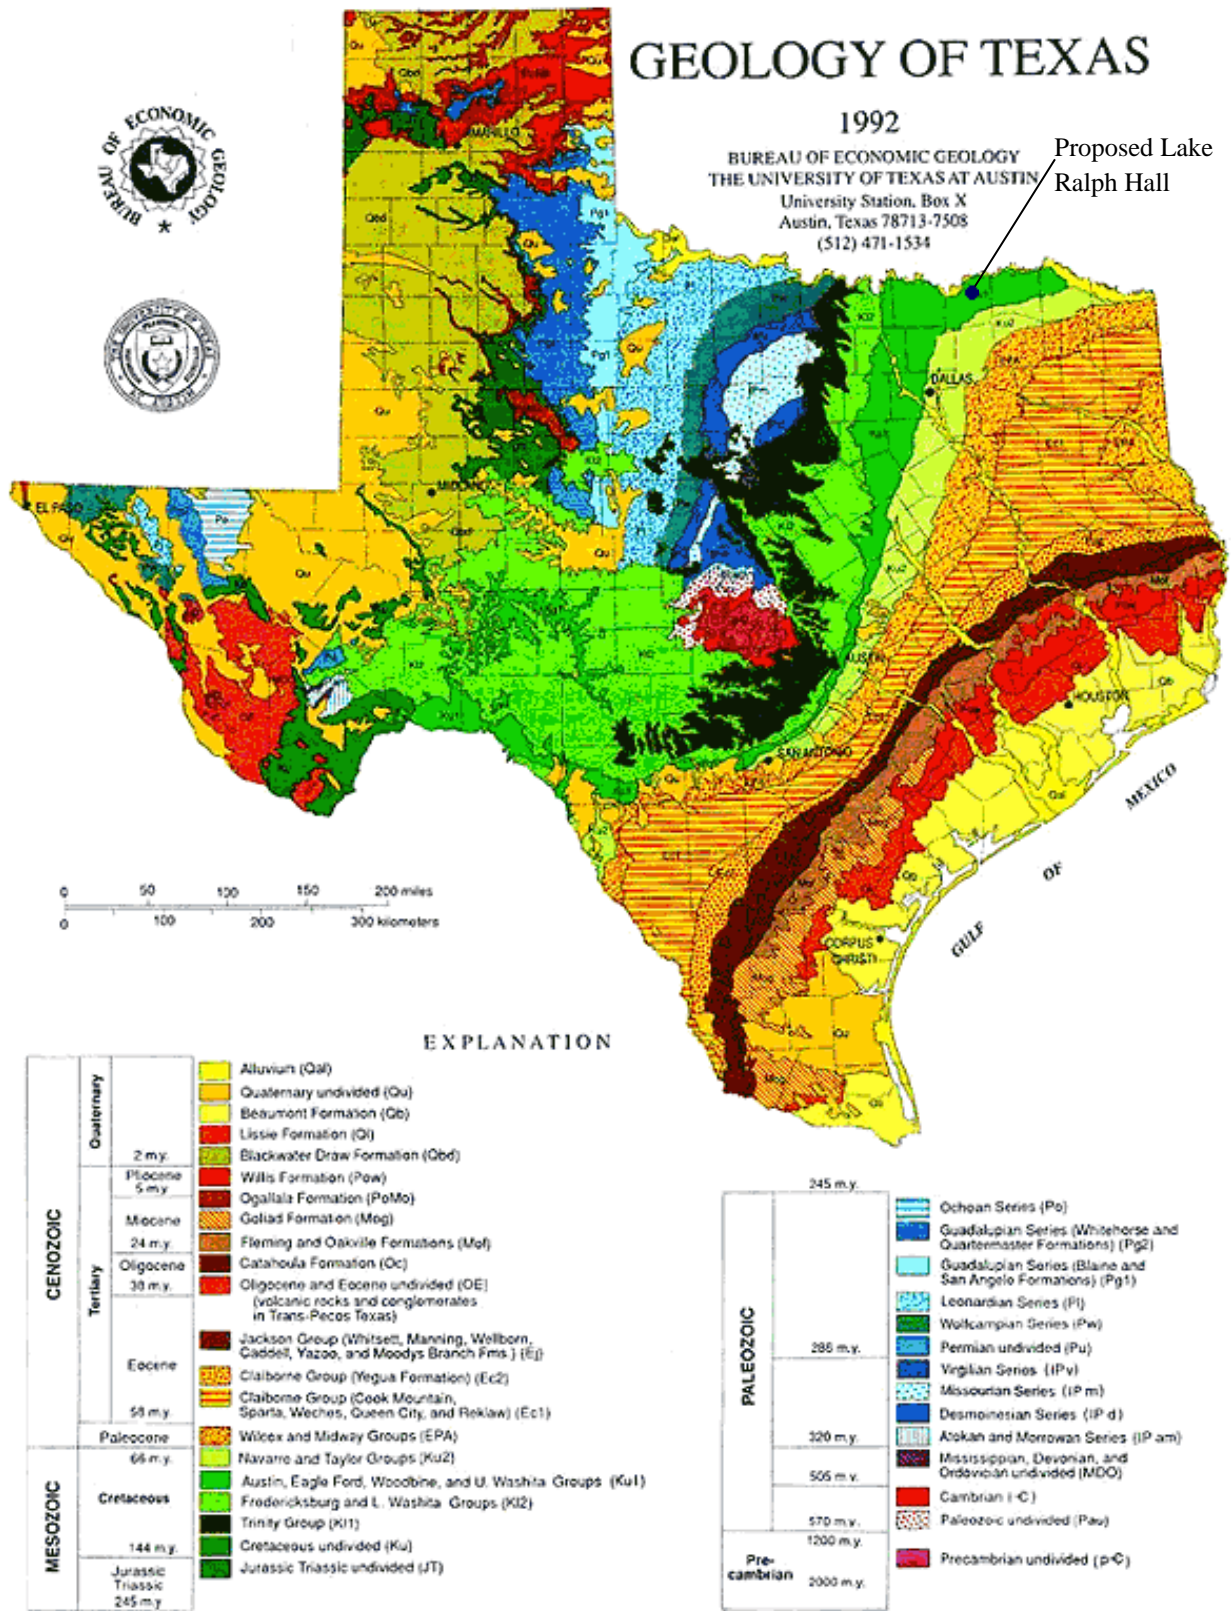 GEOLOGY OF TEXAS
1992
BUREAU OF ECONOMIC GEOLOGY
THE UNIVERSITY OF TEXAS AT AUSTIN
University Station, Box X
Austin, Texas 78713-7508
(512) 471-1534
Proposed Lake
Ralph Hall
BUREAU OF ECONOMIC GEOLOGY
THE UNIVERSITY OF TEXAS
AMARILLO
DALLAS
MIDLAND
EL PASO
AUSTIN
SAN ANTONIO
HOUSTON
CORPUS
CHRISTI
GULF
OF
MEXICO
0 50 100 150 200 miles
0 100 200 300 kilometers
EXPLANATION
CENOZOIC
Quaternary
2 m.y.
Tertiary
Pliocene
5 m.y.
Miocene
24 m.y.
Oligocene
38 m.y.
Eocene
58 m.y.
Paleocene
66 m.y.
MESOZOIC
Cretaceous
144 m.y.
Jurassic
Triassic
245 m.y
Alluvium (Qal)
Quaternary undivided (Qu)
Beaumont Formation (Qb)
Lissie Formation (Ql)
Blackwater Draw Formation (Qbd)
Willis Formation (Pow)
Ogallala Formation (PoMo)
Goliad Formation (Mog)
Fleming and Oakville Formations (Mof)
Catahoula Formation (Oc)
Oligocene and Eocene undivided (OE)
(volcanic rocks and conglomerates
in Trans-Pecos Texas)
Jackson Group (Whitsett, Manning, Wellborn,
Caddell, Yazoo, and Moodys Branch Fms.) (Ej)
Claiborne Group (Yegua Formation) (Ec2)
Claiborne Group (Cook Mountain,
Sparta, Weches, Queen City, and Reklaw) (Ec1)
Wilcox and Midway Groups (EPA)
Navarro and Taylor Groups (Ku2)
Austin, Eagle Ford, Woodbine, and U. Washita Groups (Ku1)
Fredericksburg and L. Washita Groups (Kl2)
Trinity Group (Kl1)
Cretaceous undivided (Ku)
Jurassic Triassic undivided (JT)
245 m.y.
PALEOZOIC
286 m.y.
320 m.y.
505 m.y.
570 m.y.
1200 m.y.
Pre-
cambrian
2000 m.y.
Ochoan Series (Po)
Guadalupian Series (Whitehorse and
Quartermaster Formations) (Pg2)
Guadalupian Series (Blaine and
San Angelo Formations) (Pg1)
Leonardian Series (Pl)
Wolfcampian Series (Pw)
Permian undivided (Pu)
Virgilian Series (IPv)
Missourian Series (IPm)
Desmoinesian Series (IPd)
Atokan and Morrowan Series (IPam)
Mississippian, Devonian, and
Ordovician undivided (MDO)
Cambrian (-C)
Paleozoic undivided (Pau)
Precambrian undivided (p-C)